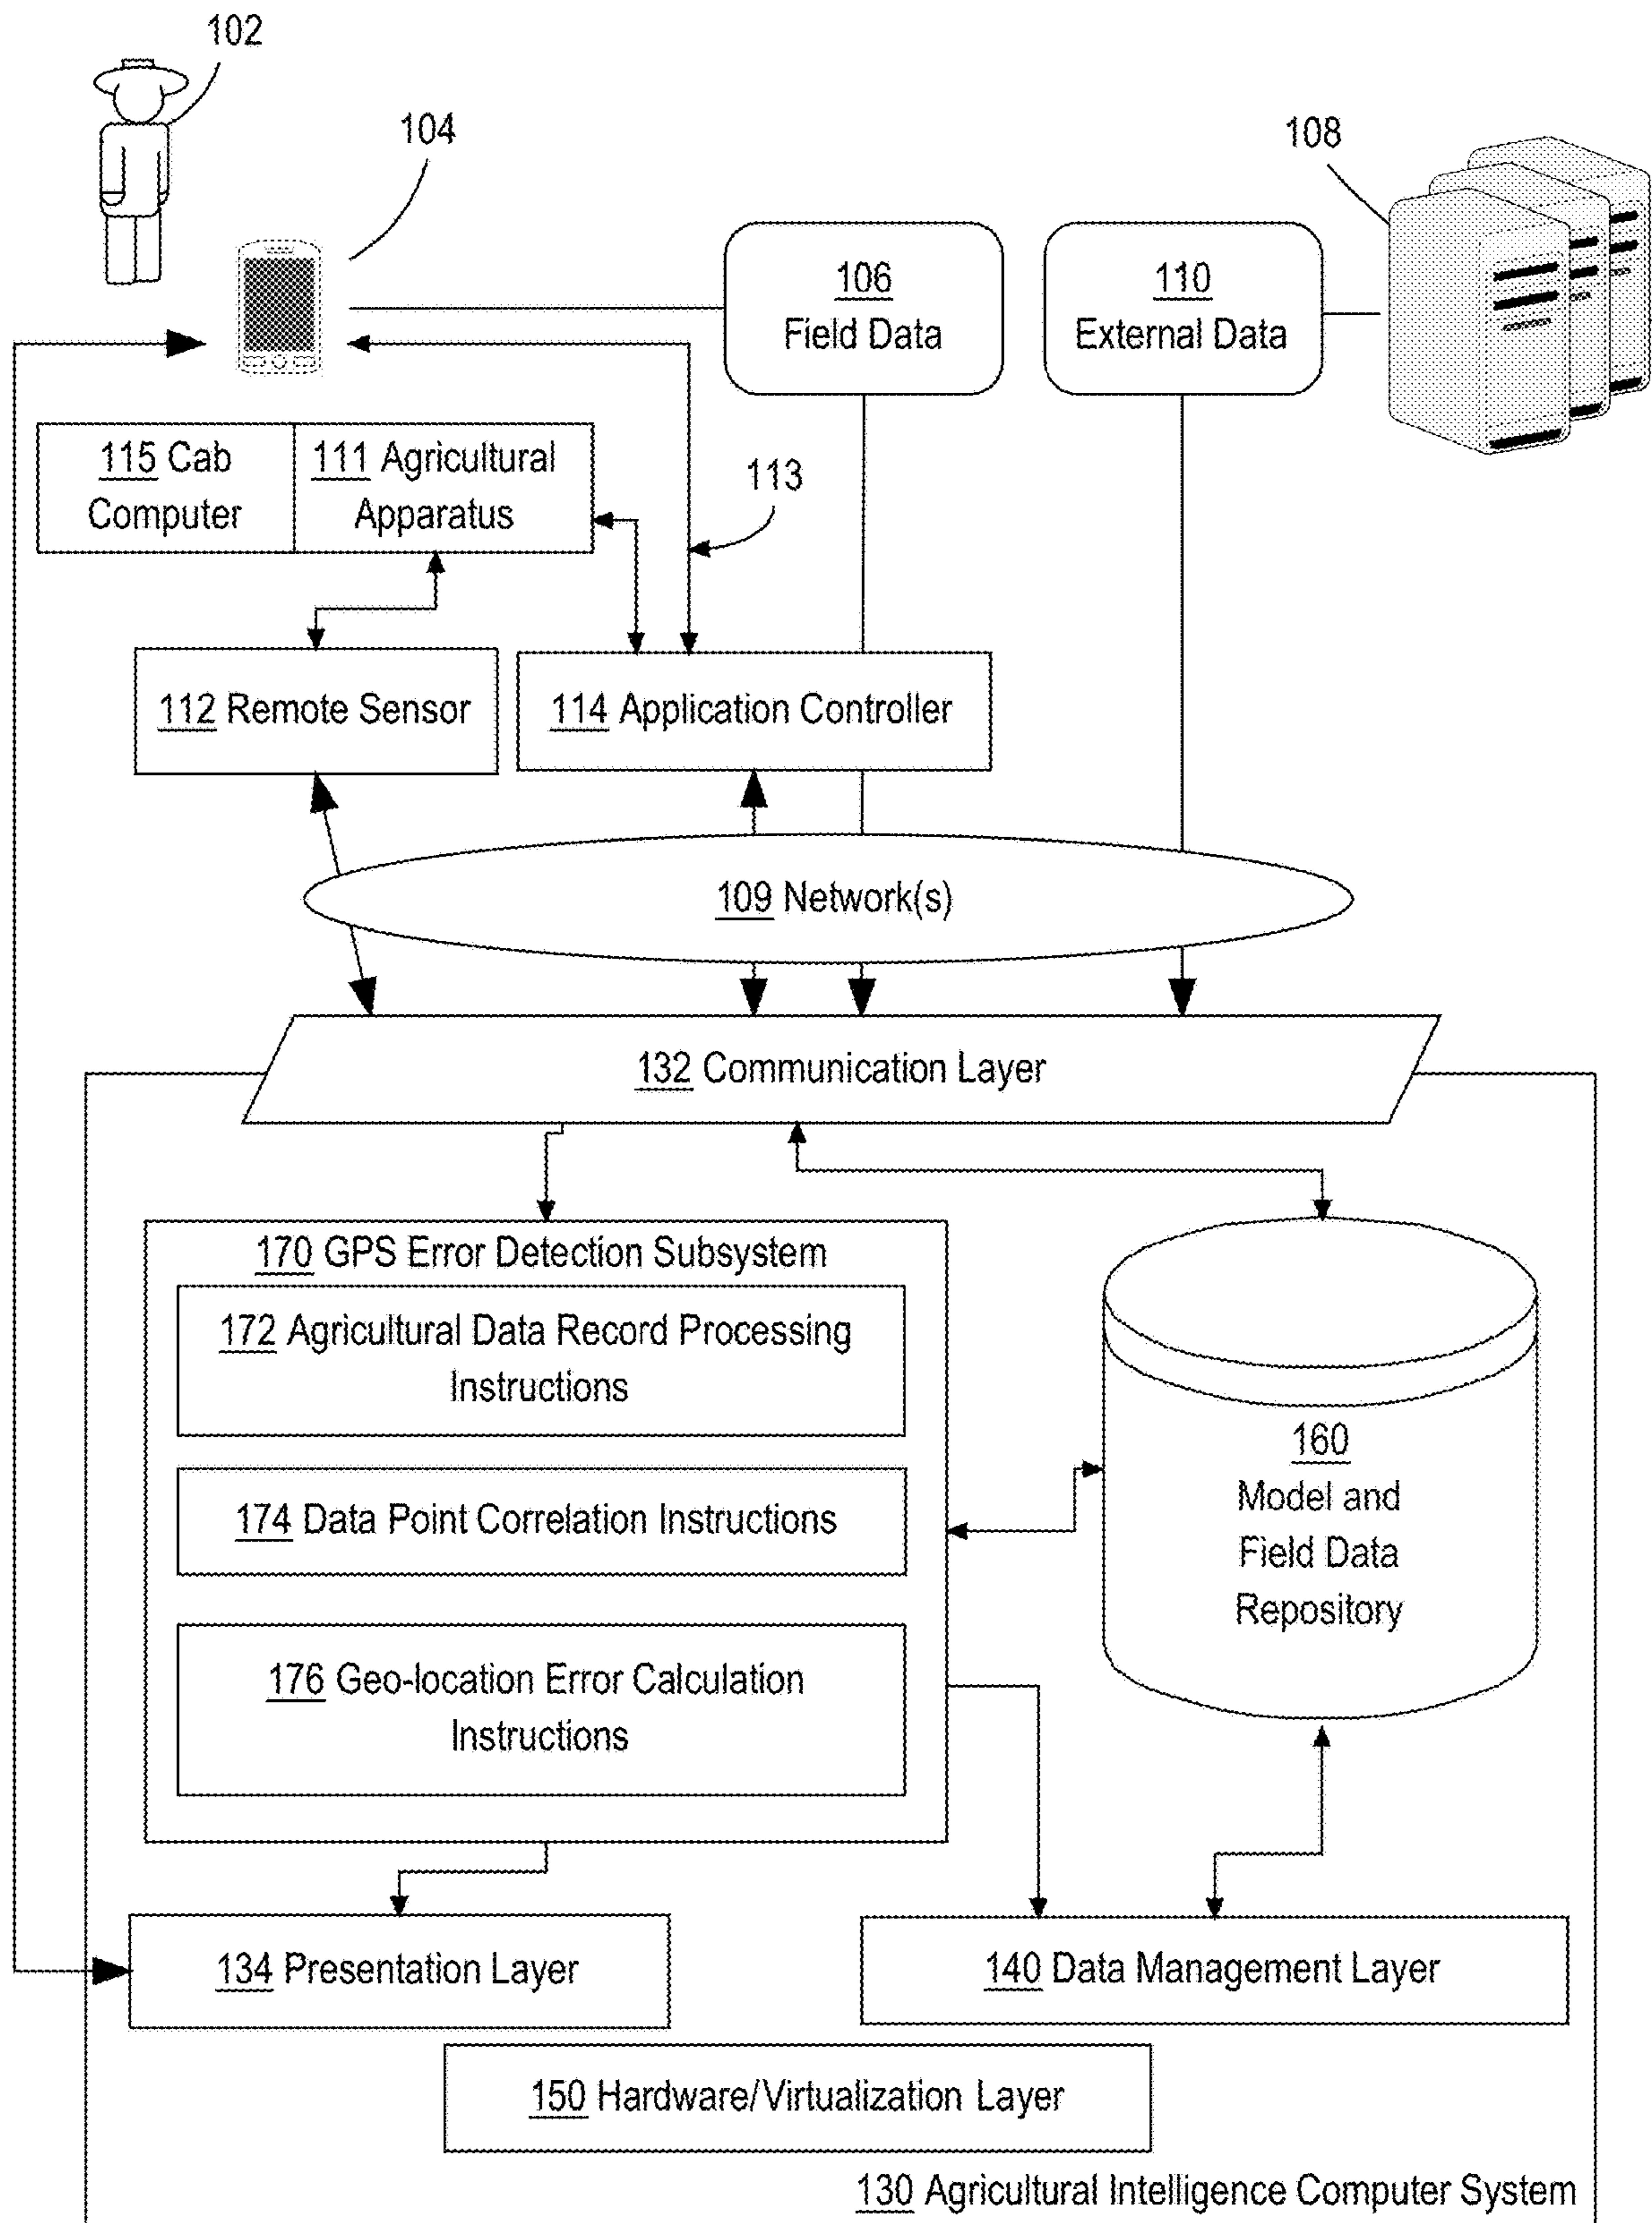 102
104
108
106
Field Data
110
External Data
115 Cab
Computer
111 Agricultural
Apparatus
113
112 Remote Sensor
114 Application Controller
109 Network(s)
132 Communication Layer
170 GPS Error Detection Subsystem
172 Agricultural Data Record Processing
Instructions
174 Data Point Correlation Instructions
176 Geo-location Error Calculation
Instructions
160
Model and
Field Data
Repository
134 Presentation Layer
140 Data Management Layer
150 Hardware/Virtualization Layer
130 Agricultural Intelligence Computer System